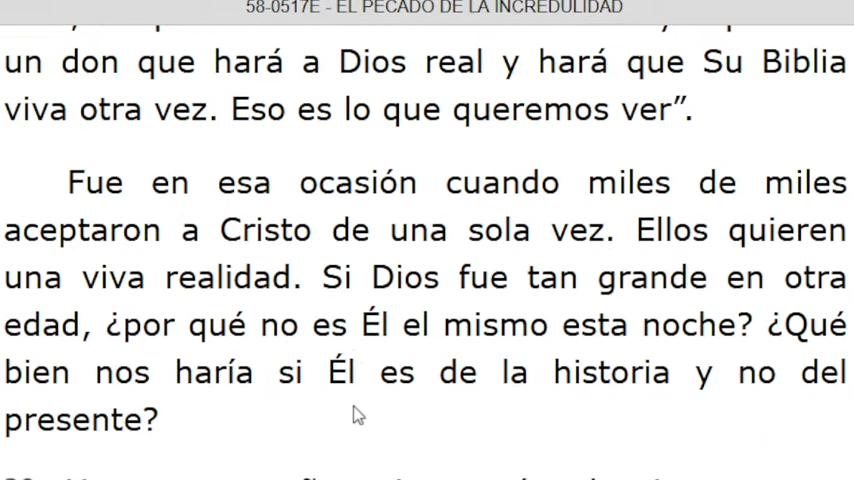 58-0517E - EL PECADO DE LA INCREDULIDAD
un don que hará a Dios real y hará que Su Biblia
viva otra vez. Eso es lo que queremos ver”.
Fue en esa ocasión cuando miles de miles
aceptaron a Cristo de una sola vez. Ellos quieren
una viva realidad. Si Dios fue tan grande en otra
edad, ¿por qué no es Él el mismo esta noche? ¿Qué
bien nos haría si Él es de la historia y no del
presente?